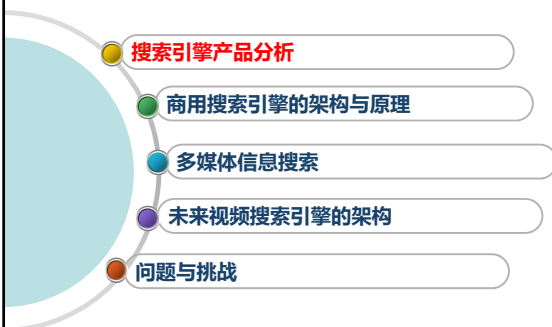 搜索引擎产品分析
商用搜索引擎的架构与原理
多媒体信息搜索
未来视频搜索引擎的架构
问题与挑战